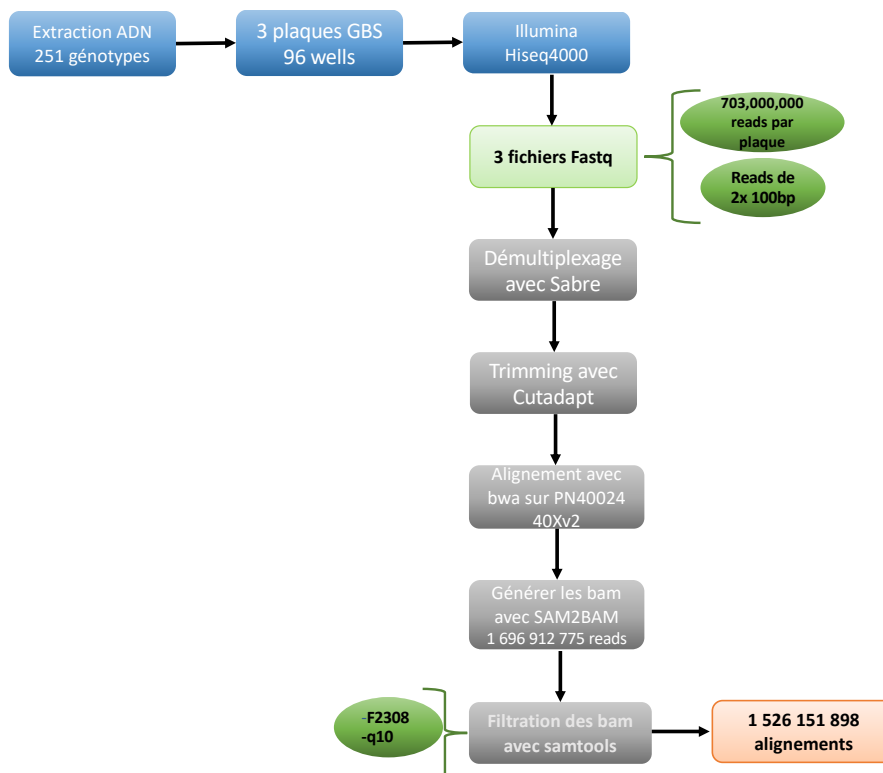 Extraction ADN
251 génotypes
3 plaques GBS
96 wells
Illumina
Hiseq4000
703,000,000
reads par
plaque
3 fichiers Fastq
Reads de
2x 100bp
Démultiplexage
avec Sabre
Trimming avec
Cutadapt
Alignement avec
bwa sur PN40024
40Xv2
Générer les bam
avec SAM2BAM
1 696 912 775 reads
-F2308
-q10
Filtration des bam
avec samtools
1 526 151 898
alignements